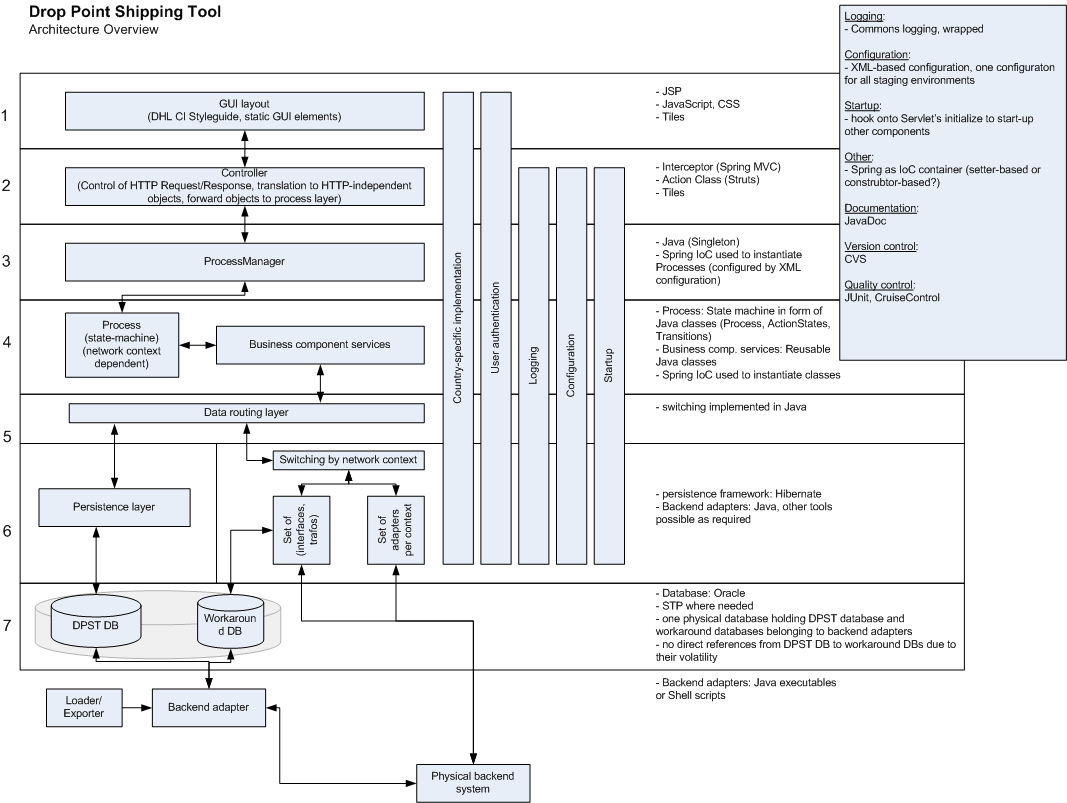 Drop Point Shipping Tool
Architecture Overview
Logging:
- Commons logging, wrapped
Configuration:
- XML-based configuration, one configuraton
for all staging environments
Startup:
- hook onto Servlet's initialize to start-up
other components
Other:
- Spring as IoC container (setter-based or
construbtor-based?)
Documentation:
JavaDoc
Version control:
CVS
Quality control:
JUnit, CruiseControl
1
GUI layout
(DHL CI Styleguide, static GUI elements)
- JSP
- JavaScript, CSS
- Tiles
2
Controller
(Control of HTTP Request/Response, translation to HTTP-independent
objects, forward objects to process layer)
- Interceptor (Spring MVC)
- Action Class (Struts)
- Tiles
3
ProcessManager
- Java (Singleton)
- Spring IoC used to instantiate
Processes (configured by XML
configuration)
4
Process
(state-machine)
(network context
dependent)
Business component services
- Process: State machine in form of
Java classes (Process, ActionStates,
Transitions)
- Business comp. services: Reusable
Java classes
- Spring IoC used to instantiate classes
Country-specific implementation
User authentication
Logging
Configuration
Startup
5
Data routing layer
- switching implemented in Java
6
Switching by network context
Persistence layer
Set of
(interfaces,
trafos)
Set of
adapters
per context
- persistence framework: Hibernate
- Backend adapters: Java, other tools
possible as required
7
DPST DB
Workaroun
d DB
- Database: Oracle
- STP where needed
- one physical database holding DPST database and
workaround databases belonging to backend adapters
- no direct references from DPST DB to workaround DBs due to
their volatility
- Backend adapters: Java executables
or Shell scripts
Loader/
Exporter
Backend adapter
Physical backend
system